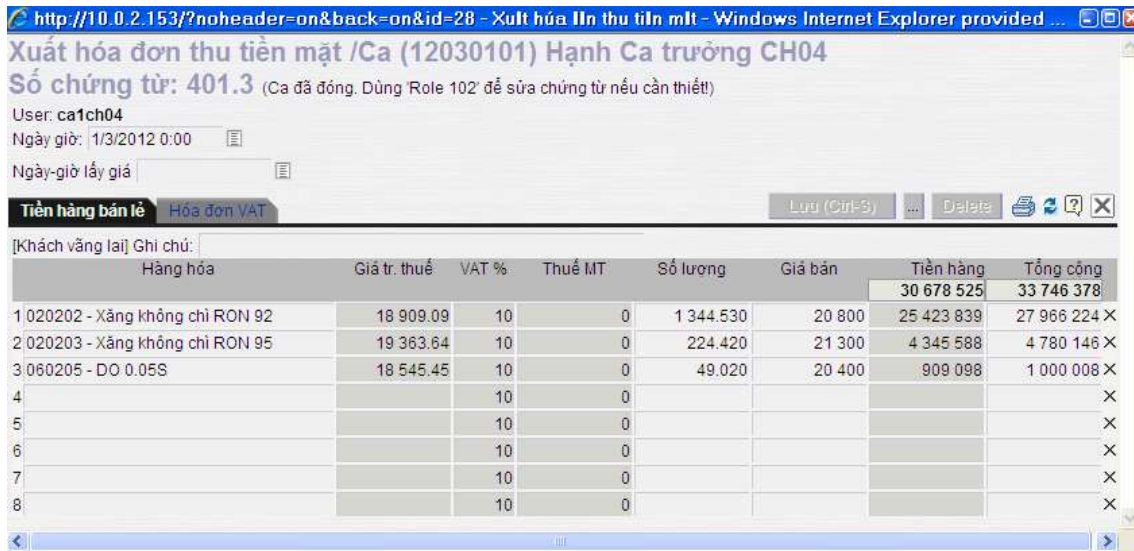 http://10.0.2.153/?noheader=on&back=on&id=28 - Xult húa lln thu tiln mlt - Windows Internet Explorer provided ...
Xuất hóa đơn thu tiền mặt /Ca (12030101) Hạnh Ca trưởng CH04
Số chứng từ: 401.3 (Ca đã đóng. Dùng 'Role 102' để sửa chứng từ nếu cần thiết!)
User: ca1ch04
Ngày giờ: 1/3/2012 0:00
Ngày-giờ lấy giá
Tiền hàng bán lẻ Hóa đơn VAT Lưu (Ctrl-S) ... Delete
[Khách vãng lai] Ghi chú:
Hàng hóa Giá tr. thuế VAT % Thuế MT Số lượng Giá bán Tiền hàng Tổng cộng
30 678 525 33 746 378
1 020202 - Xăng không chì RON 92 18 909.09 10 0 1 344.530 20 800 25 423 839 27 966 224 X
2 020203 - Xăng không chì RON 95 19 363.64 10 0 224.420 21 300 4 345 588 4 780 146 X
3 060205 - DO 0.05S 18 545.45 10 0 49.020 20 400 909 098 1 000 008 X
4 10 0 X
5 10 0 X
6 10 0 X
7 10 0 X
8 10 0 X